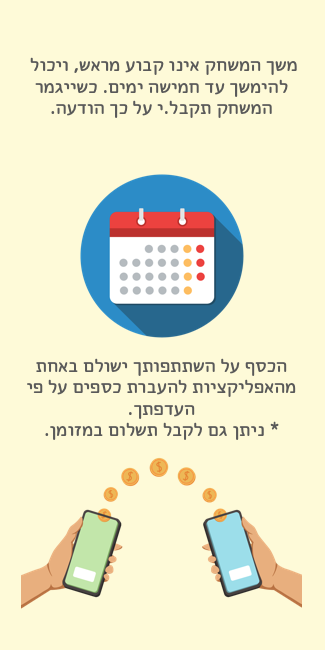 משך המשחק אינו קבוע מראש, ויכול
להימשך עד חמישה ימים. כשייגמר
המשחק תקבל.י על כך הודעה.
הכסף על השתתפותך ישולם באחת
מהאפליקציות להעברת כספים על פי
העדפתך.
* ניתן גם לקבל תשלום במזומן.